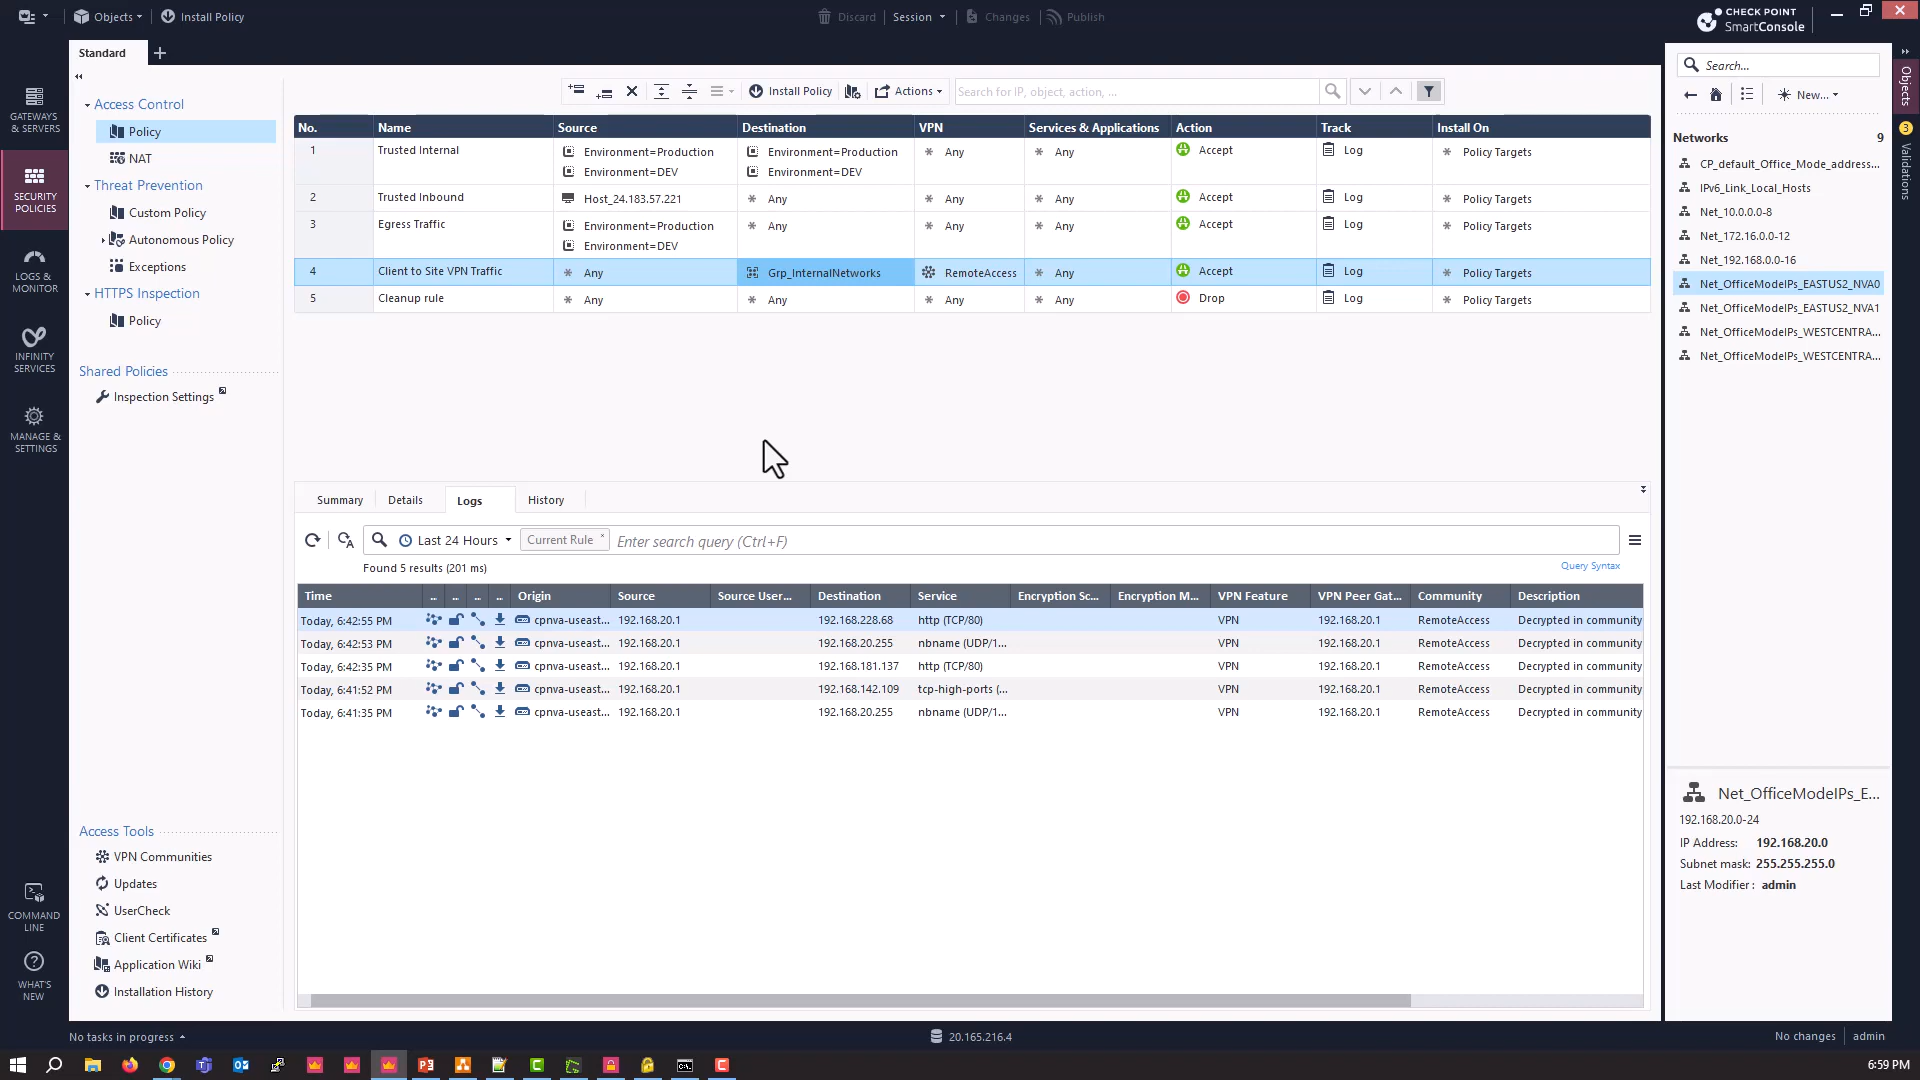 Objects
Install Policy
Discard
Session
Changes
Publish
CHECK POINT
SmartConsole
Standard
GATEWAYS
& SERVERS
SECURITY
POLICIES
LOGS &
MONITOR
INFINITY
SERVICES
MANAGE &
SETTINGS
COMMAND
LINE
WHAT'S
NEW
Access Control
Policy
NAT
Threat Prevention
Custom Policy
Autonomous Policy
Exceptions
HTTPS Inspection
Policy
Shared Policies
Inspection Settings
Access Tools
VPN Communities
Updates
UserCheck
Client Certificates
Application Wiki
Installation History
Install Policy
Actions
Search for IP, object, action, ...
No. Name Source Destination VPN Services & Applications Action Track Install On
1 Trusted Internal Environment=Production Environment=Production Any Any Accept Log Policy Targets
Environment=DEV Environment=DEV
2 Trusted Inbound Host_24.183.57.221 Any Any Any Accept Log Policy Targets
3 Egress Traffic Environment=Production Any Any Any Accept Log Policy Targets
Environment=DEV
4 Client to Site VPN Traffic Any Grp_InternalNetworks RemoteAccess Any Accept Log Policy Targets
5 Cleanup rule Any Any Any Any Drop Log Policy Targets
Summary Details Logs History
Last 24 Hours Current Rule Enter search query (Ctrl+F)
Found 5 results (201 ms)
Query Syntax
Time ... ... ... ... Origin Source Source User... Destination Service Encryption Sc... Encryption M... VPN Feature VPN Peer Gat... Community Description
Today, 6:42:55 PM cpnva-useast... 192.168.20.1 192.168.228.68 http (TCP/80) VPN 192.168.20.1 RemoteAccess Decrypted in community
Today, 6:42:53 PM cpnva-useast... 192.168.20.1 192.168.20.255 nbname (UDP/1... VPN 192.168.20.1 RemoteAccess Decrypted in community
Today, 6:42:35 PM cpnva-useast... 192.168.20.1 192.168.181.137 http (TCP/80) VPN 192.168.20.1 RemoteAccess Decrypted in community
Today, 6:41:52 PM cpnva-useast... 192.168.20.1 192.168.142.109 tcp-high-ports (... VPN 192.168.20.1 RemoteAccess Decrypted in community
Today, 6:41:35 PM cpnva-useast... 192.168.20.1 192.168.20.255 nbname (UDP/1... VPN 192.168.20.1 RemoteAccess Decrypted in community
Search...
New...
Networks 9
CP_default_Office_Mode_address...
IPv6_Link_Local_Hosts
Net_10.0.0.0-8
Net_172.16.0.0-12
Net_192.168.0.0-16
Net_OfficeModeIPs_EASTUS2_NVA0
Net_OfficeModeIPs_EASTUS2_NVA1
Net_OfficeModeIPs_WESTCENTRA...
Net_OfficeModeIPs_WESTCENTRA...
Net_OfficeModeIPs_E...
192.168.20.0-24
IP Address: 192.168.20.0
Subnet mask: 255.255.255.0
Last Modifier: admin
Objects
3
Validations
No tasks in progress
20.165.216.4
No changes
admin
6:59 PM